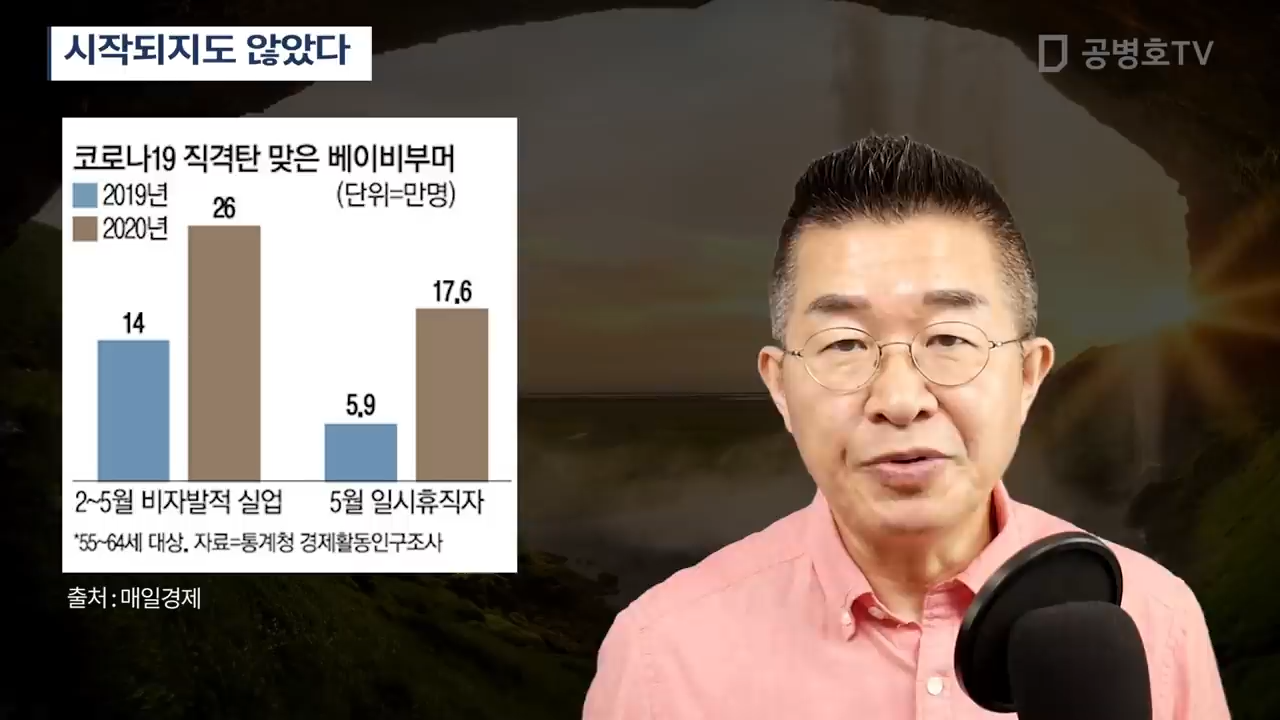 시작되지도 않았다
공병호TV
코로나19 직격탄 맞은 베이비부머
2019년
(단위=만명)
2020년
26
14
17.6
5.9
2~5월 비자발적 실업
5월 일시휴직자
*55~64세 대상. 자료=통계청 경제활동인구조사
출처 : 매일경제